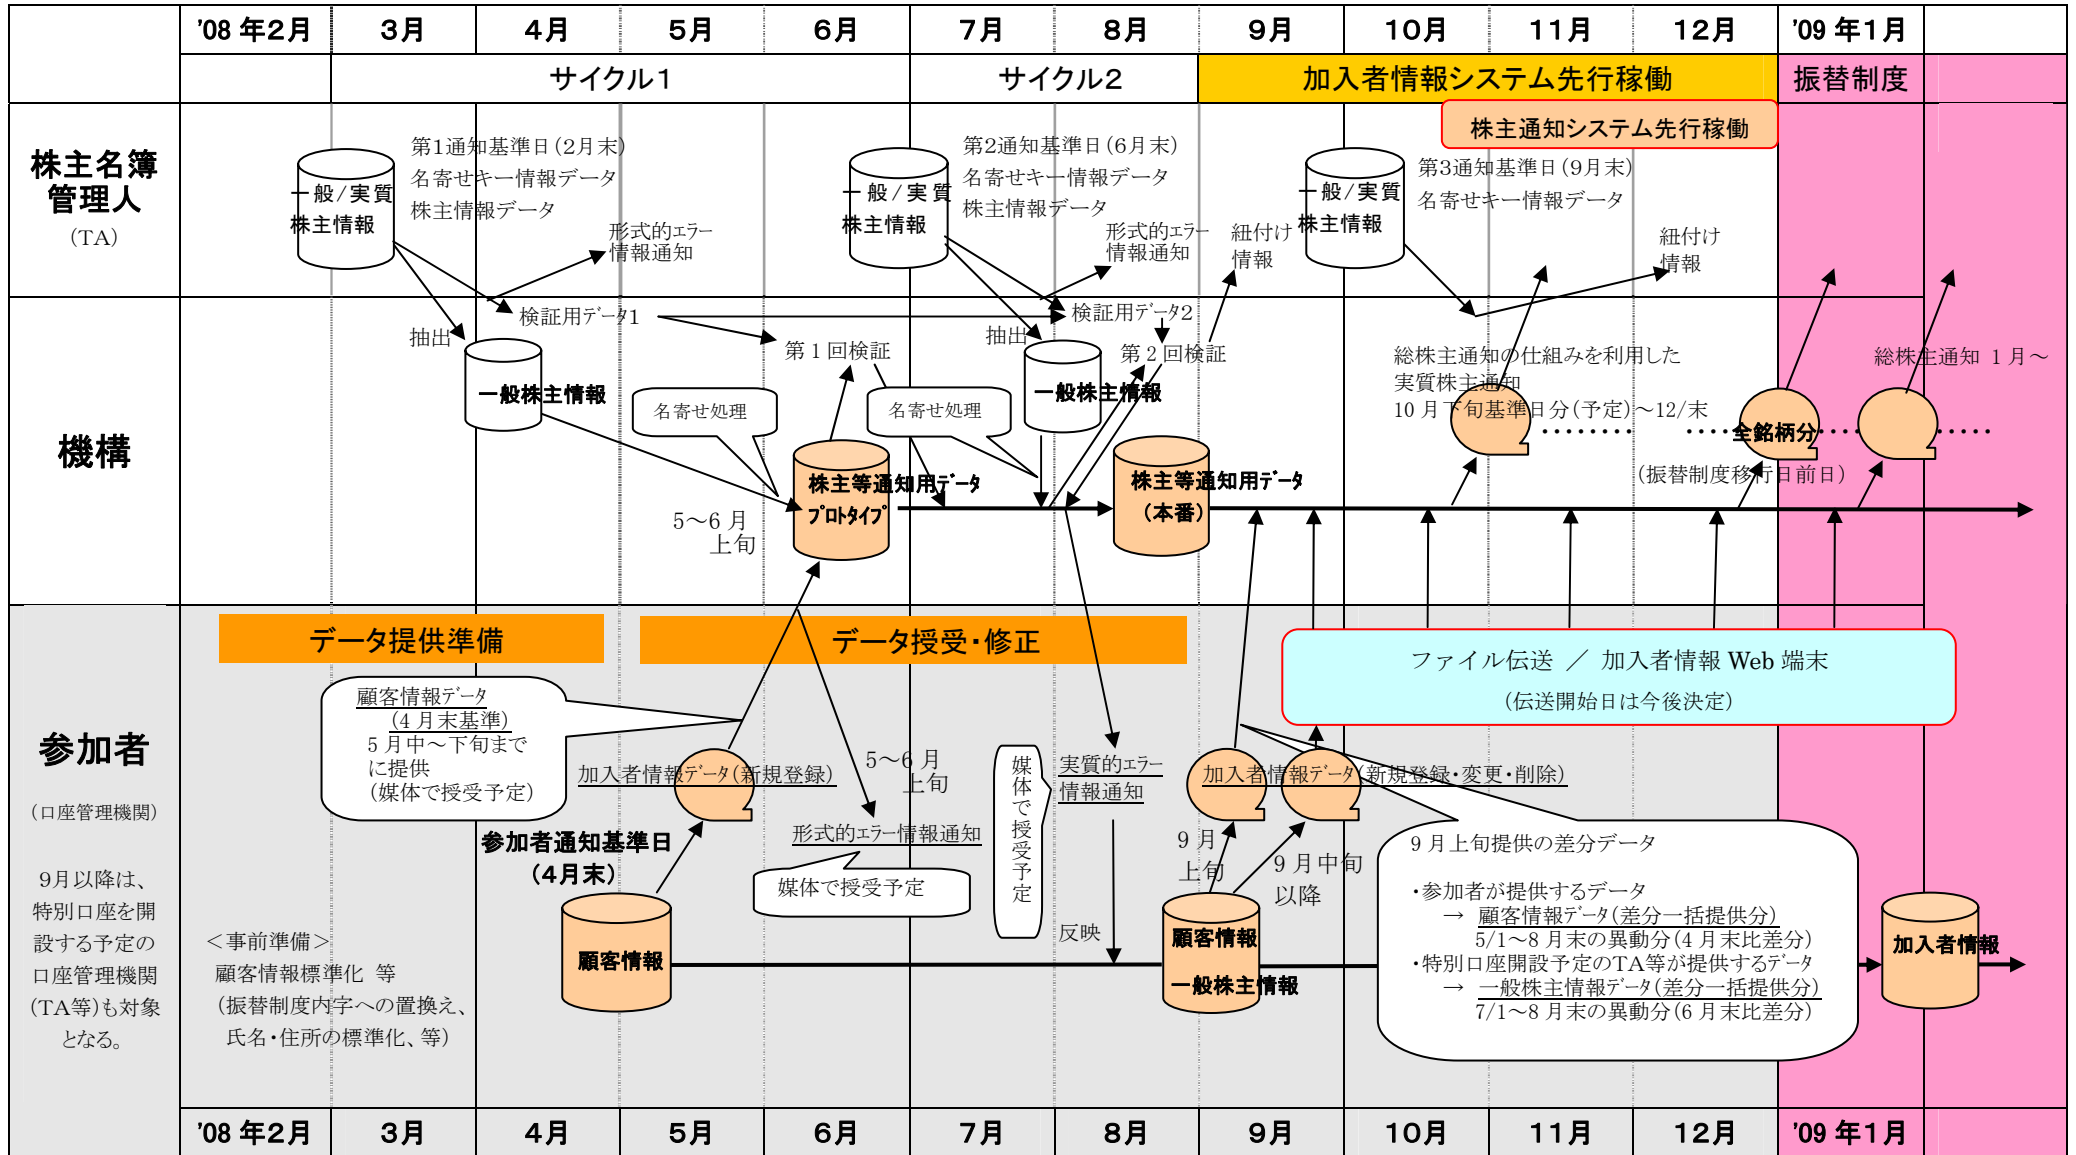 '08 年2月
3月
4月
5月
6月
7月
8月
9月
10月
11月
12月
'09 年1月
サイクル1
サイクル2
加入者情報システム先行稼働
振替制度
株主通知システム先行稼働
株主名簿
管理人
(TA)
一般/実質
株主情報
第1通知基準日(2月末)
名寄せキー情報データ
株主情報データ
形式的エラー
情報通知
一般/実質
株主情報
第2通知基準日(6月末)
名寄せキー情報データ
株主情報データ
形式的エラー
情報通知
紐付け
情報
一般/実質
株主情報
第3通知基準日(9月末)
名寄せキー情報データ
紐付け
情報
機構
抽出
検証用データ1
一般株主情報
第1回検証
名寄せ処理
名寄せ処理
5~6月
上旬
株主等通知用データ
プロトタイプ
抽出
検証用データ2
第2回検証
一般株主情報
株主等通知用データ
(本番)
総株主通知の仕組みを利用した
実質株主通知
10月下旬基準日分(予定)~12/末
全銘柄分
(振替制度移行日前日)
総株主通知 1月~
参加者
(口座管理機関)
9月以降は、
特別口座を開
設する予定の
口座管理機関
(TA等)も対象
となる。
データ提供準備
データ授受・修正
ファイル伝送 / 加入者情報 Web 端末
(伝送開始日は今後決定)
顧客情報データ
(4月末基準)
5月中~下旬まで
に提供
(媒体で授受予定)
加入者情報データ(新規登録)
5~6月
上旬
参加者通知基準日
(4月末)
形式的エラー情報通知
媒体で授受予定
媒体で授受予定
実質的エラー
情報通知
加入者情報データ(新規登録・変更・削除)
9月
上旬
9月中旬
以降
9月上旬提供の差分データ
・参加者が提供するデータ
→ 顧客情報データ(差分一括提供分)
5/1~8月末の異動分(4月末比差分)
・特別口座開設予定のTA等が提供するデータ
→ 一般株主情報データ(差分一括提供分)
7/1~8月末の異動分(6月末比差分)
<事前準備>
顧客情報標準化 等
(振替制度内字への置換え、
氏名・住所の標準化、等)
顧客情報
反映
顧客情報
一般株主情報
加入者情報
'08 年2月
3月
4月
5月
6月
7月
8月
9月
10月
11月
12月
'09 年1月